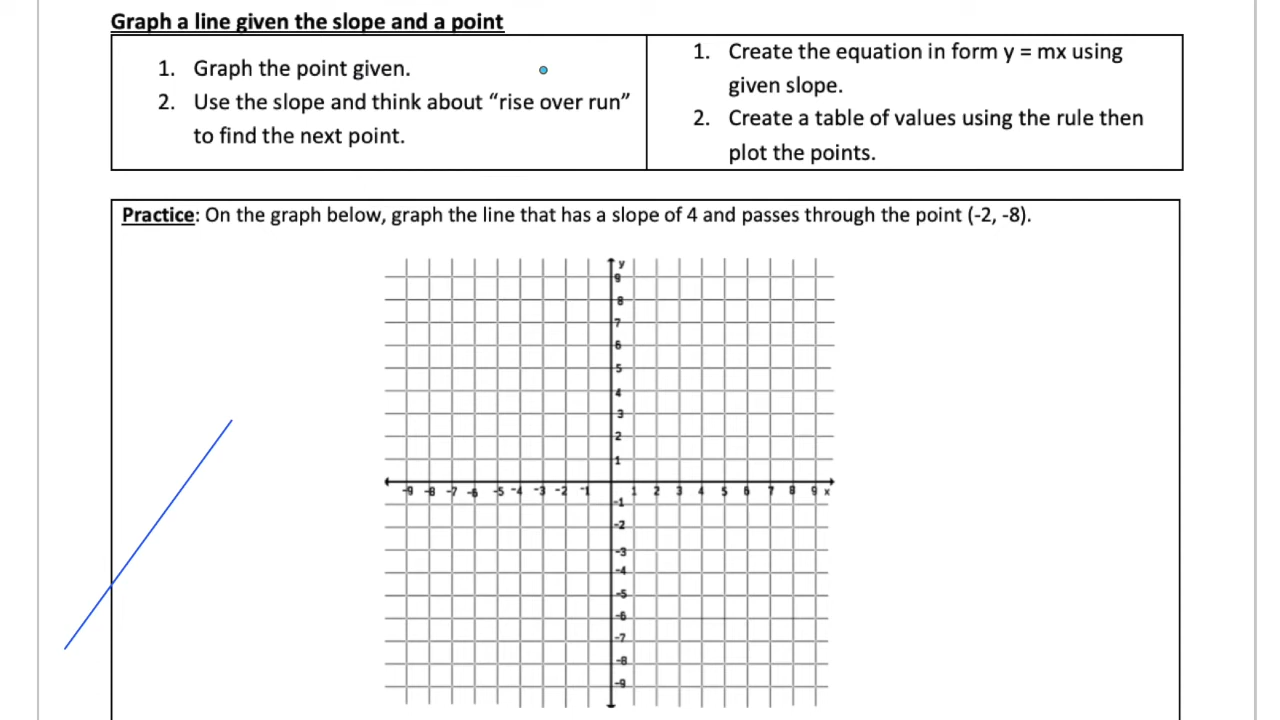 Graph a line given the slope and a point
1. Graph the point given.
2. Use the slope and think about “rise over run”
to find the next point.
1. Create the equation in form y = mx using
given slope.
2. Create a table of values using the rule then
plot the points.
Practice: On the graph below, graph the line that has a slope of 4 and passes through the point (-2, -8).
y
9
8
7
6
5
4
3
2
1
-9 -8 -7 -6 -5 -4 -3 -2 -1 1 2 3 4 5 6 7 8 9 x
-1
-2
-3
-4
-5
-6
-7
-8
-9